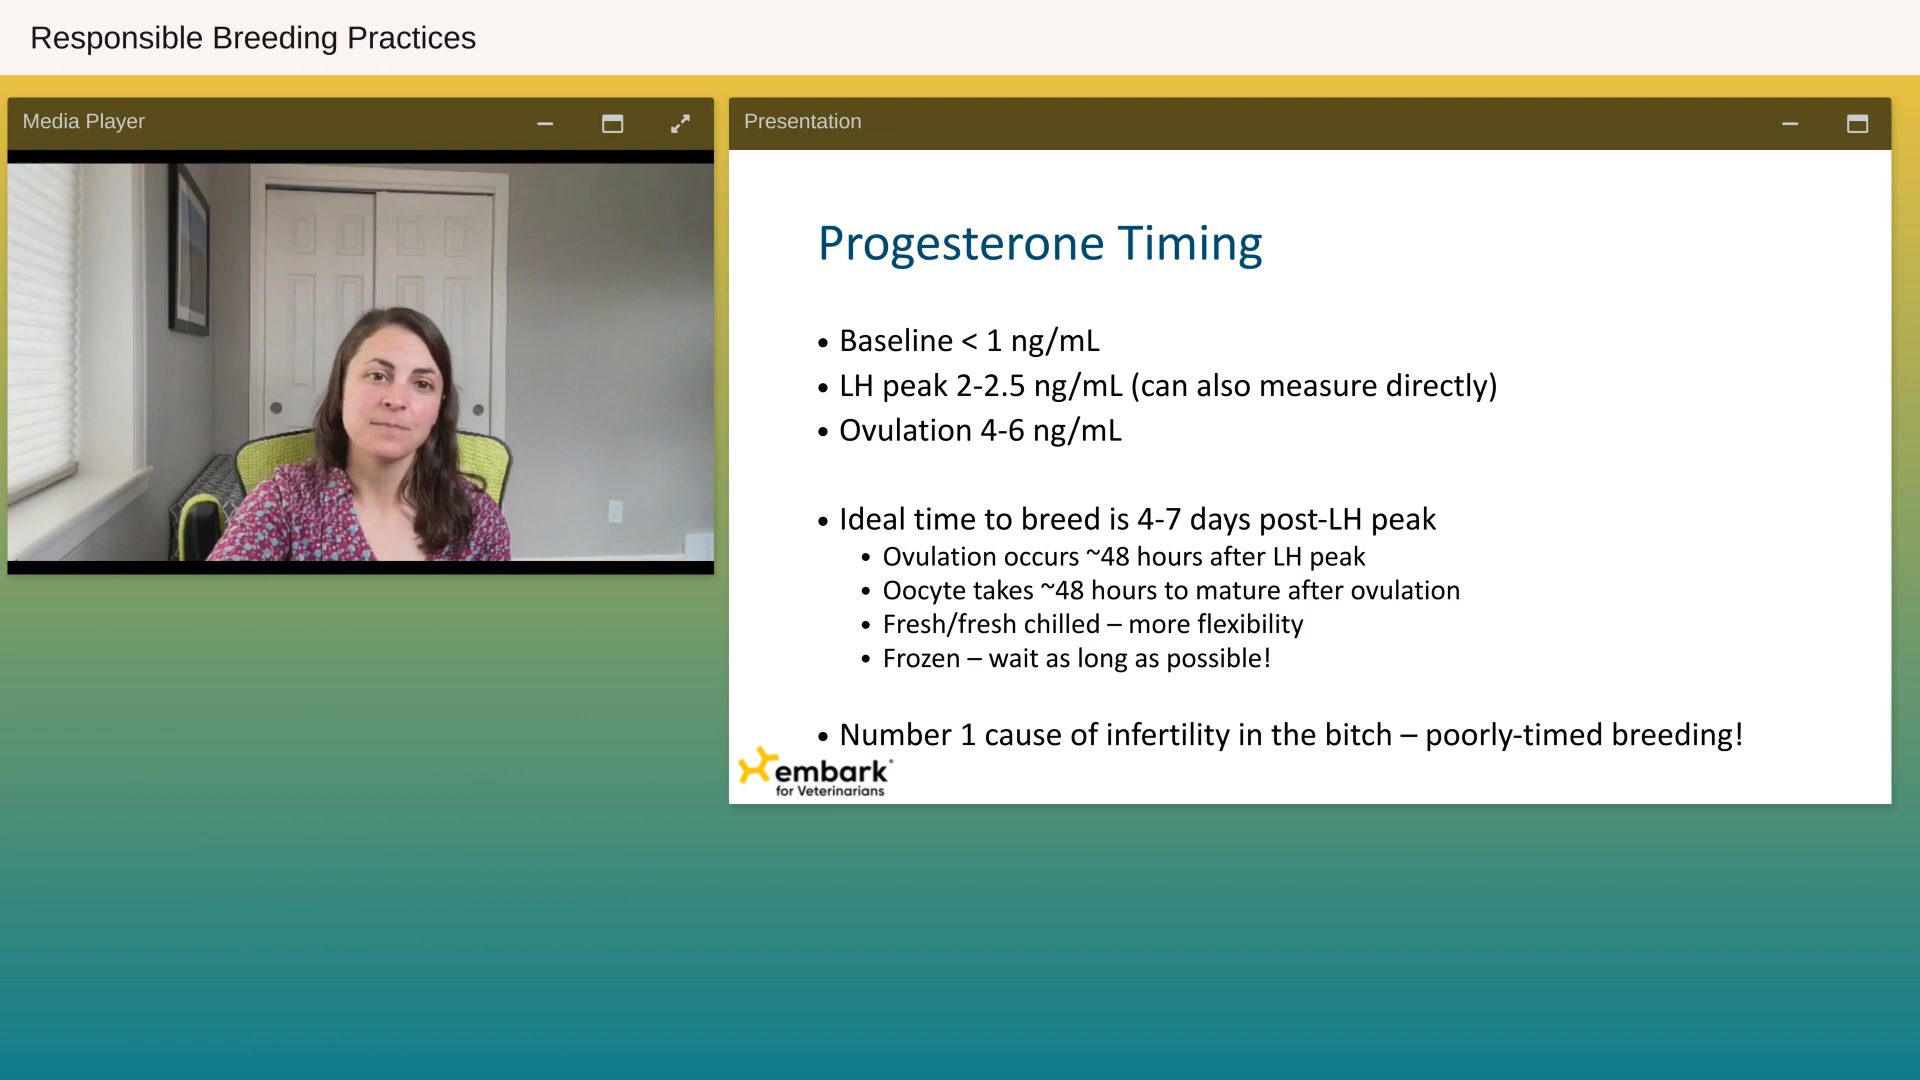 Responsible Breeding Practices
Media Player
Presentation
Progesterone Timing
• Baseline < 1 ng/mL
• LH peak 2-2.5 ng/mL (can also measure directly)
• Ovulation 4-6 ng/mL
• Ideal time to breed is 4-7 days post-LH peak
• Ovulation occurs ~48 hours after LH peak
• Oocyte takes ~48 hours to mature after ovulation
• Fresh/fresh chilled – more flexibility
• Frozen – wait as long as possible!
• Number 1 cause of infertility in the bitch – poorly-timed breeding!
embark
for Veterinarians